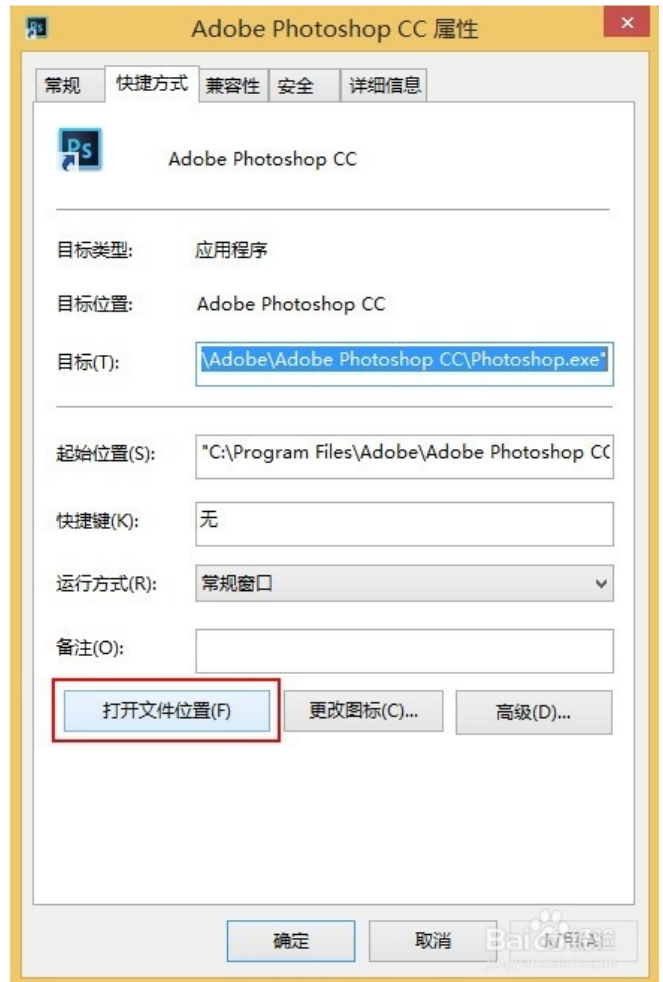 Adobe Photoshop CC 属性
常规 快捷方式 兼容性 安全 详细信息
Ps
Adobe Photoshop CC
目标类型: 应用程序
目标位置: Adobe Photoshop CC
目标(T): \Adobe\Adobe Photoshop CC\Photoshop.exe"
起始位置(S): "C:\Program Files\Adobe\Adobe Photoshop CC
快捷键(K): 无
运行方式(R): 常规窗口
备注(O):
打开文件位置(F) 更改图标(C)... 高级(D)...
确定 取消 应用(A)